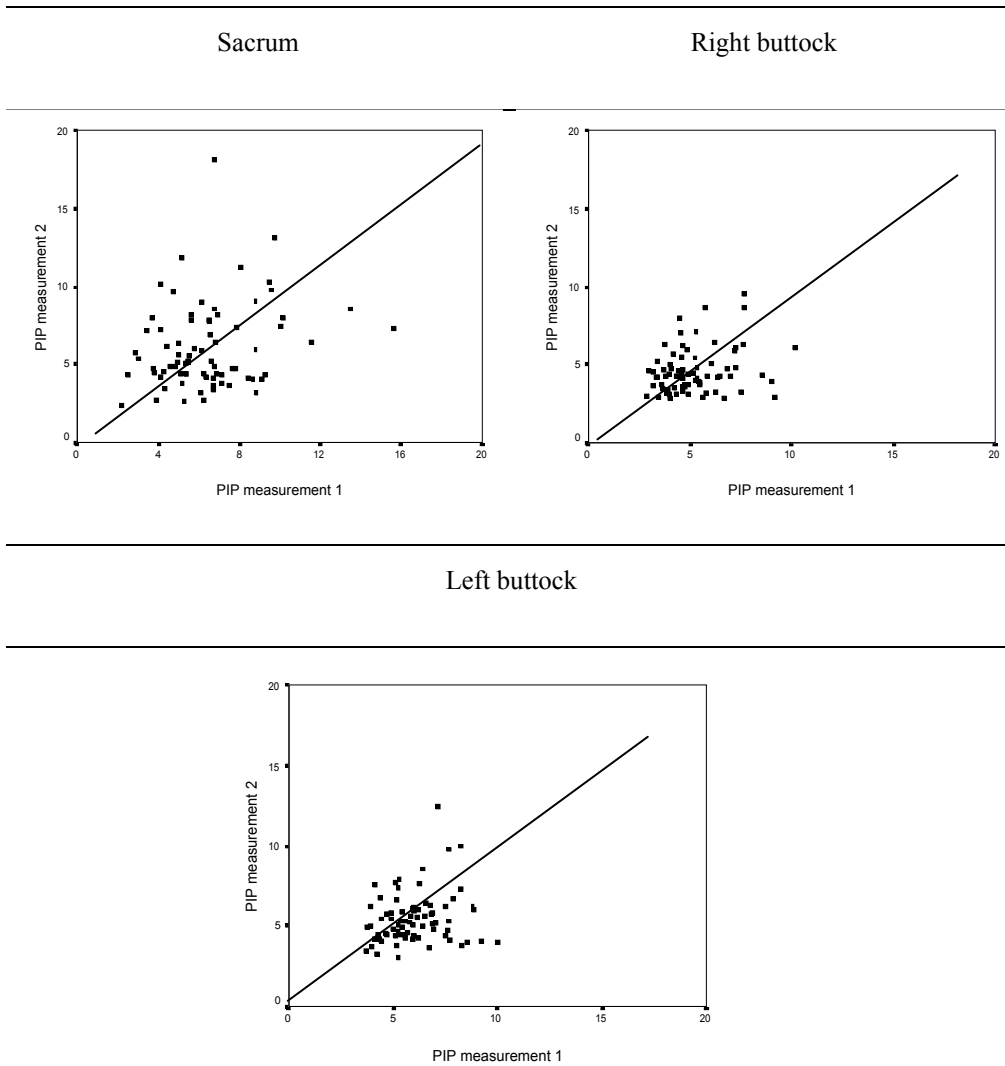 Sacrum
Right buttock
20
15
10
5
0
PIP measurement 2
0 4 8 12 16 20
PIP measurement 1
20
15
10
5
0
PIP measurement 2
0 5 10 15 20
PIP measurement 1
Left buttock
20
15
10
5
0
PIP measurement 2
0 5 10 15 20
PIP measurement 1